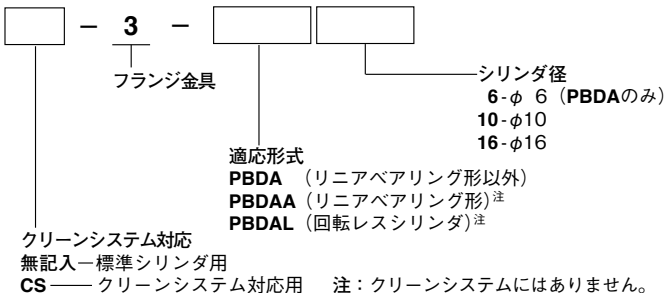 － 3 －
フランジ金具
シリンダ径
6-φ 6（PBDAのみ）
10-φ10
16-φ16
適応形式
PBDA （リニアベアリング形以外）
PBDAA（リニアベアリング形）注
PBDAL（回転レスシリンダ）注
クリーンシステム対応
無記入―標準シリンダ用
CS ―― クリーンシステム対応用 注：クリーンシステムにはありません。